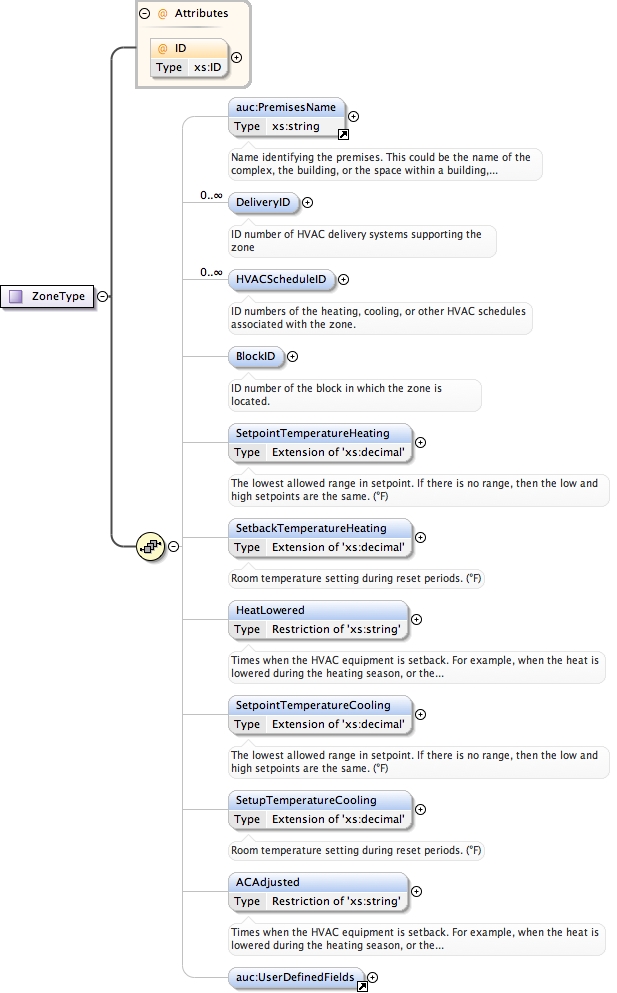 @ Attributes
@ ID
Type xs:ID
auc:PremisesName
Type xs:string
Name identifying the premises. This could be the name of the
complex, the building, or the space within a building,...
0..∞
DeliveryID
ID number of HVAC delivery systems supporting the
zone
0..∞
HVACScheduleID
ID numbers of the heating, cooling, or other HVAC schedules
associated with the zone.
ZoneType
BlockID
ID number of the block in which the zone is
located.
SetpointTemperatureHeating
Type Extension of 'xs:decimal'
The lowest allowed range in setpoint. If there is no range, then the low and
high setpoints are the same. (°F)
SetbackTemperatureHeating
Type Extension of 'xs:decimal'
Room temperature setting during reset periods. (°F)
HeatLowered
Type Restriction of 'xs:string'
Times when the HVAC equipment is setback. For example, when the heat is
lowered during the heating season, or the...
SetpointTemperatureCooling
Type Extension of 'xs:decimal'
The lowest allowed range in setpoint. If there is no range, then the low and
high setpoints are the same. (°F)
SetupTemperatureCooling
Type Extension of 'xs:decimal'
Room temperature setting during reset periods. (°F)
ACAdjusted
Type Restriction of 'xs:string'
Times when the HVAC equipment is setback. For example, when the heat is
lowered during the heating season, or the...
auc:UserDefinedFields